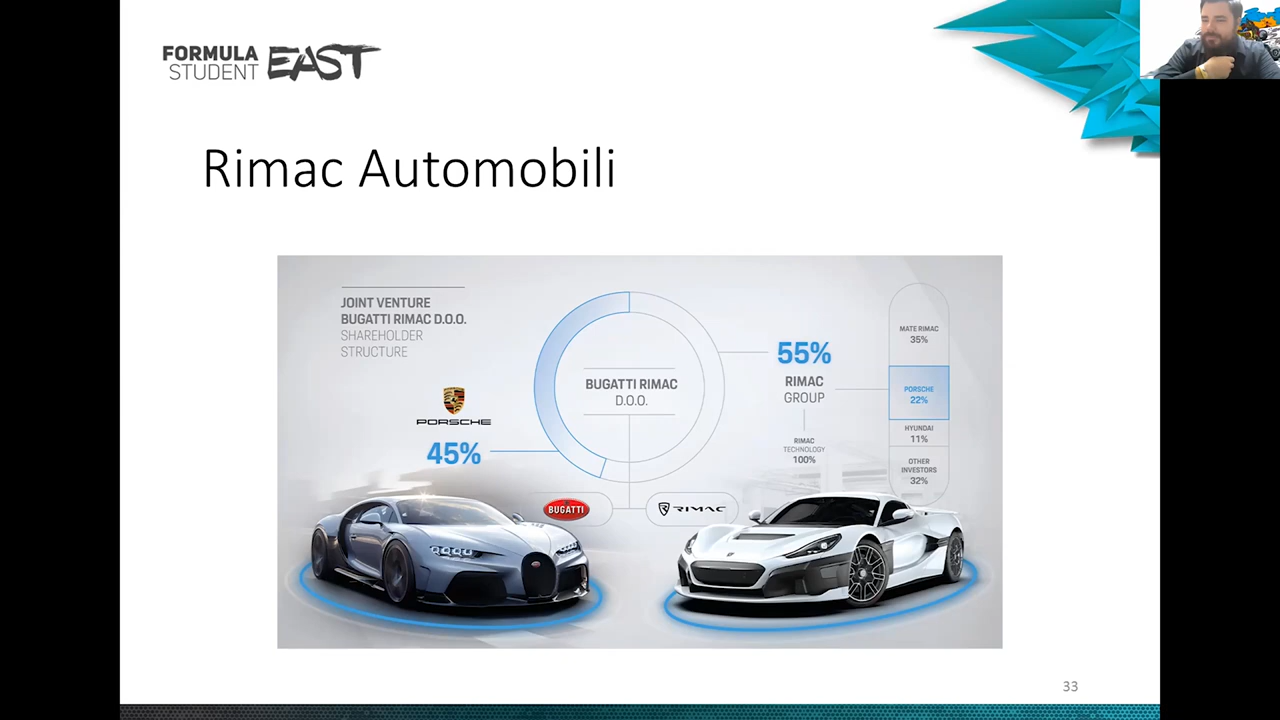 FORMULA
STUDENT EAST
Rimac Automobili
JOINT VENTURE
BUGATTI RIMAC D.O.O.
SHAREHOLDER
STRUCTURE
PORSCHE
45%
BUGATTI RIMAC
D.O.O.
55%
RIMAC
GROUP
RIMAC
TECHNOLOGY
100%
MATE RIMAC
35%
PORSCHE
22%
HYUNDAI
11%
OTHER
INVESTORS
32%
BUGATTI
RIMAC
33